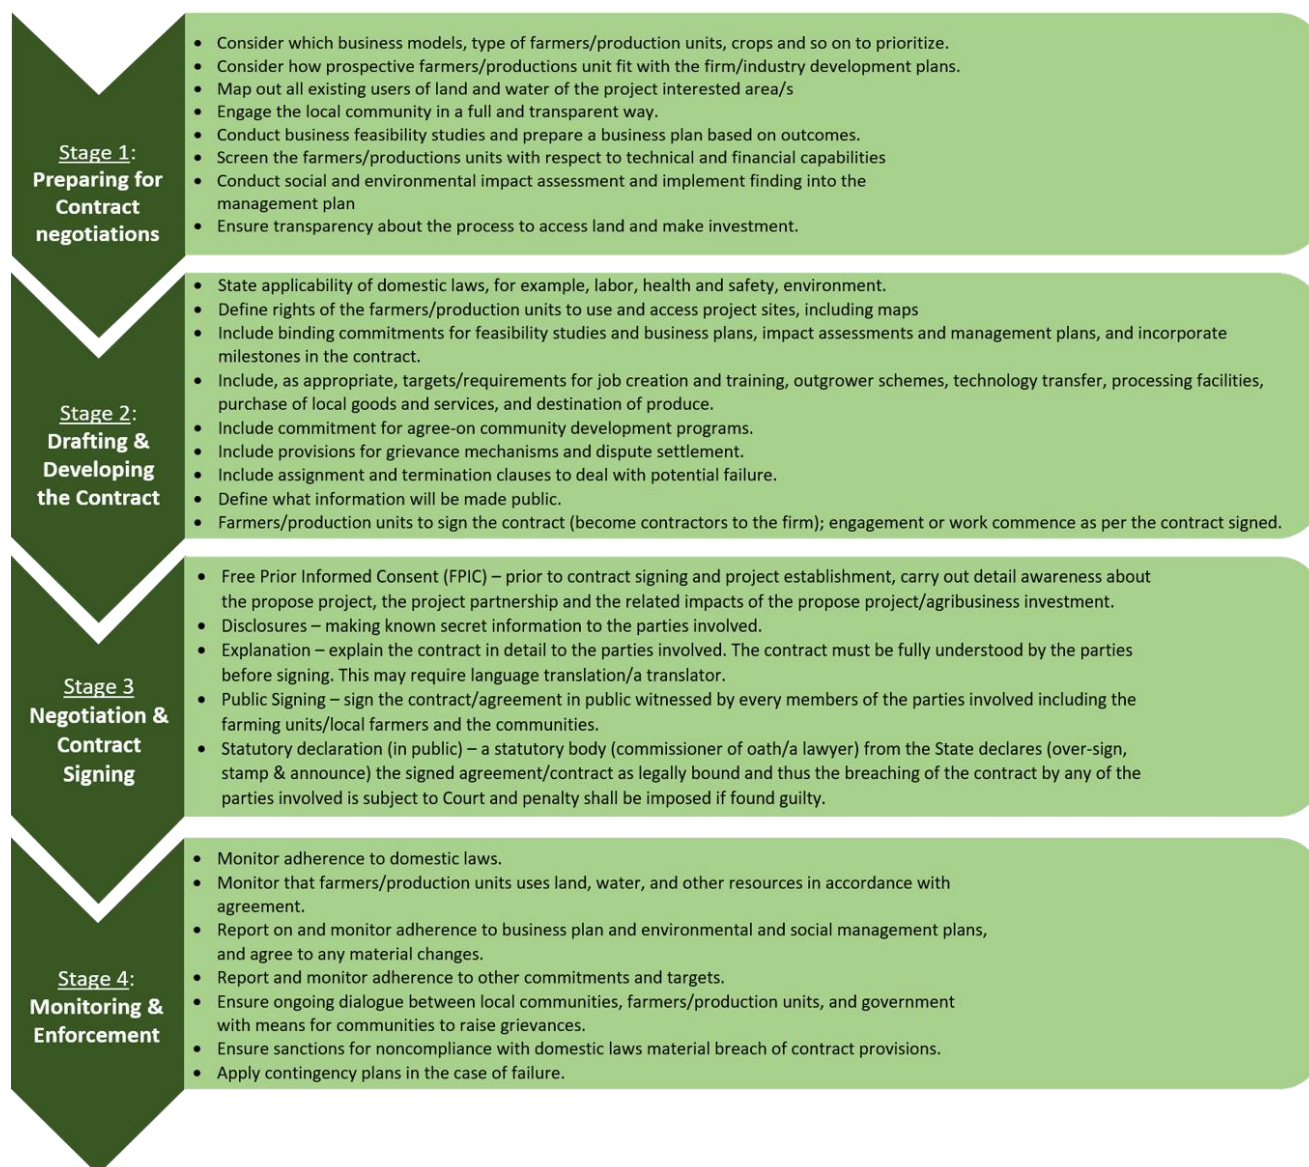 Stage 1:
Preparing for
Contract
negotiations
• Consider which business models, type of farmers/production units, crops and so on to prioritize.
• Consider how prospective farmers/productions unit fit with the firm/industry development plans.
• Map out all existing users of land and water of the project interested area/s
• Engage the local community in a full and transparent way.
• Conduct business feasibility studies and prepare a business plan based on outcomes.
• Screen the farmers/productions units with respect to technical and financial capabilities
• Conduct social and environmental impact assessment and implement finding into the
management plan
• Ensure transparency about the process to access land and make investment.
Stage 2:
Drafting &
Developing
the Contract
• State applicability of domestic laws, for example, labor, health and safety, environment.
• Define rights of the farmers/production units to use and access project sites, including maps
• Include binding commitments for feasibility studies and business plans, impact assessments and management plans, and incorporate
milestones in the contract.
• Include, as appropriate, targets/requirements for job creation and training, outgrower schemes, technology transfer, processing facilities,
purchase of local goods and services, and destination of produce.
• Include commitment for agree-on community development programs.
• Include provisions for grievance mechanisms and dispute settlement.
• Include assignment and termination clauses to deal with potential failure.
• Define what information will be made public.
• Farmers/production units to sign the contract (become contractors to the firm); engagement or work commence as per the contract signed.
Stage 3
Negotiation &
Contract
Signing
• Free Prior Informed Consent (FPIC) – prior to contract signing and project establishment, carry out detail awareness about
the propose project, the project partnership and the related impacts of the propose project/agribusiness investment.
• Disclosures – making known secret information to the parties involved.
• Explanation – explain the contract in detail to the parties involved. The contract must be fully understood by the parties
before signing. This may require language translation/a translator.
• Public Signing – sign the contract/agreement in public witnessed by every members of the parties involved including the
farming units/local farmers and the communities.
• Statutory declaration (in public) – a statutory body (commissioner of oath/a lawyer) from the State declares (over-sign,
stamp & announce) the signed agreement/contract as legally bound and thus the breaching of the contract by any of the
parties involved is subject to Court and penalty shall be imposed if found guilty.
Stage 4:
Monitoring &
Enforcement
• Monitor adherence to domestic laws.
• Monitor that farmers/production units uses land, water, and other resources in accordance with
agreement.
• Report on and monitor adherence to business plan and environmental and social management plans,
and agree to any material changes.
• Report and monitor adherence to other commitments and targets.
• Ensure ongoing dialogue between local communities, farmers/production units, and government
with means for communities to raise grievances.
• Ensure sanctions for noncompliance with domestic laws material breach of contract provisions.
• Apply contingency plans in the case of failure.